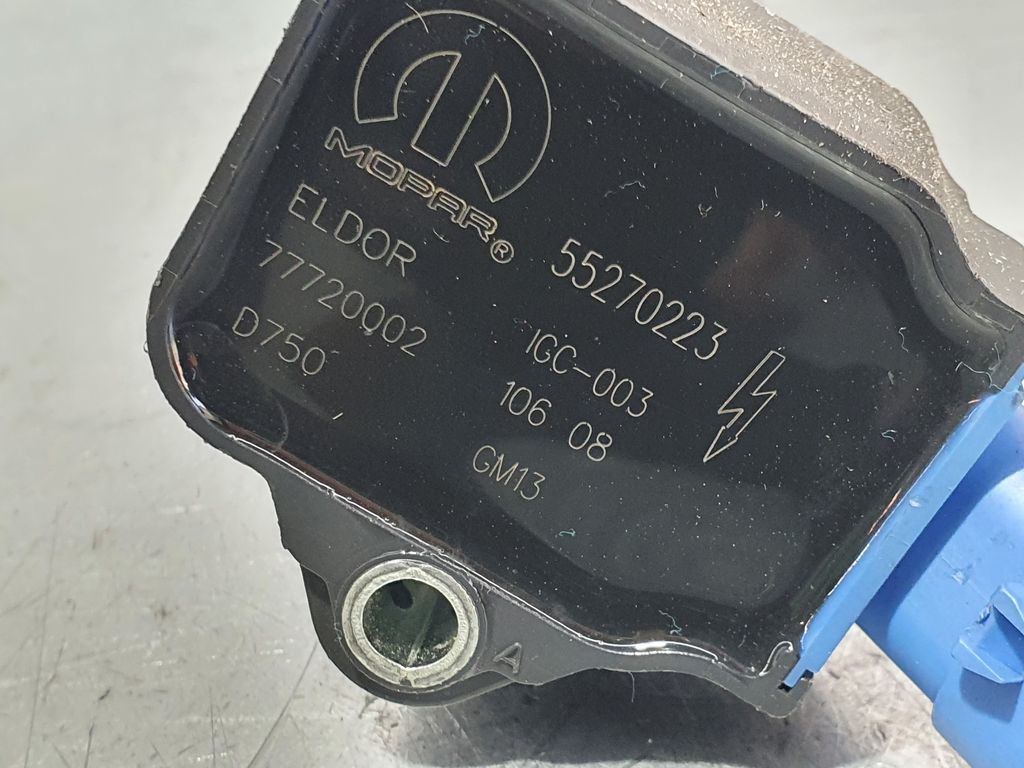 MOPAR®
ELDOR
77720002
D750
55270223
IGC-003
106 08
GM13
A